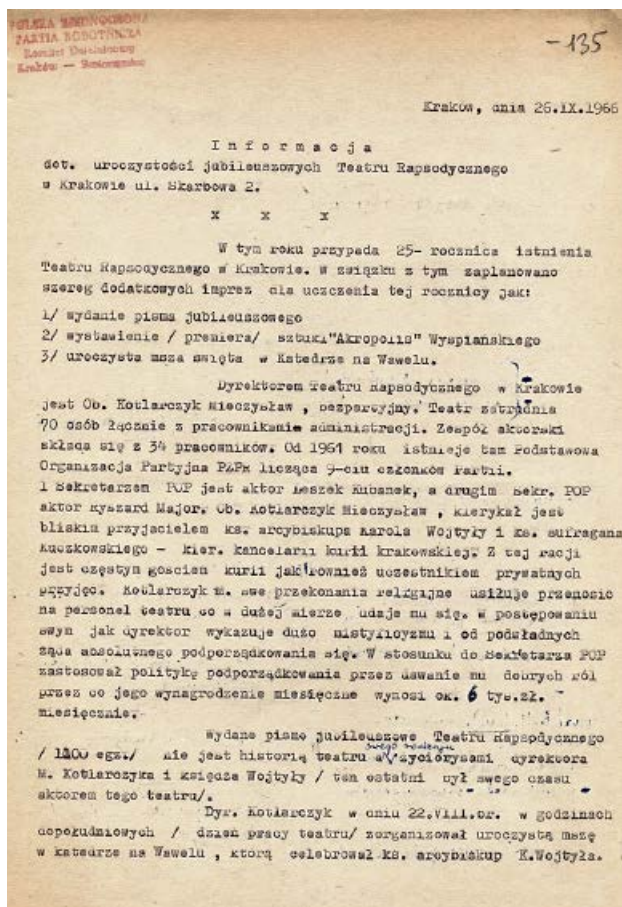 POLSKA ZJEDNOCZONA
PARTIA ROBOTNICZA
Komitet Dzielnicowy
Kraków —
-135
Kraków, dnia 26.IX.1966
I n f o r m a c j a
dot. uroczystości jubileuszowych Teatru Rapsodycznego
w Krakowie ul. Skarbowa 2.
x x x
W tym roku przypada 25- rocznica istnienia
Teatru Rapsodycznego w Krakowie. W związku z tym zaplanowano
szereg dodatkowych imprez dla uczczenia tej rocznicy jak:
1/ wydanie pisma jubileuszowego
2/ wystawienie / premiera/ sztuki"Akropolis" Wyspiańskiego
3/ uroczysta msza święta w Katedrze na Wawelu.
Dyrektorem Teatru Rapsodycznego w Krakowie
jest Ob. Kotlarczyk Mieczysław , bezpartyjny. Teatr zatrudnia
70 osób łącznie z pracownikami administracji. Zespół aktorski
składa się z 34 pracowników. Od 1961 roku istnieje tam Podstawowa
Organizacja Partyjna PZPR licząca 9-ciu członków Partii.
I Sekretarzem POP jest aktor Leszek Kubanek, a drugim Sekr. POP
aktor Ryszard Major. Ob. Kotlarczyk Mieczysław , klerykał jest
bliskim przyjacielem ks. arcybiskupa Karola Wojtyły i ks. sufragana
Kuczkowskiego - kier. kancelarii kurii krakowskiej. Z tej racji
jest częstym gościem kurii jak również uczestnikiem prywatnych
przyjęć. Kotlarczyk M. swe przekonania religijne usiłuje przenosić
na personel teatru co w dużej mierze udaje mu się. W postępowaniu
swym jak dyrektor wykazuje dużo mistyficyzmu i od podwładnych
żąda absolutnego podporządkowania się. W stosunku do Sekretarza POP
zastosował politykę podporządkowania przez dawanie mu dobrych ról
przez co jego wynagrodzenie miesięczne wynosi ok. 6 tys.zł.
miesięcznie.
Wydane pismo jubileuszowe Teatru Rapsodycznego
/ 1200 egz./ nie jest historią teatru a swego rodzaju życiorysami dyrektora
M. Kotlarczyka i księdza Wojtyły / ten ostatni był swego czasu
aktorem tego teatru/.
Dyr. Kotlarczyk w dniu 22.VIII.br. w godzinach
dopołudniowych / dzień pracy teatru/ zorganizował uroczystą mszę
w katedrze na Wawelu , którą celebrował ks. arcybiskup K.Wojtyła.